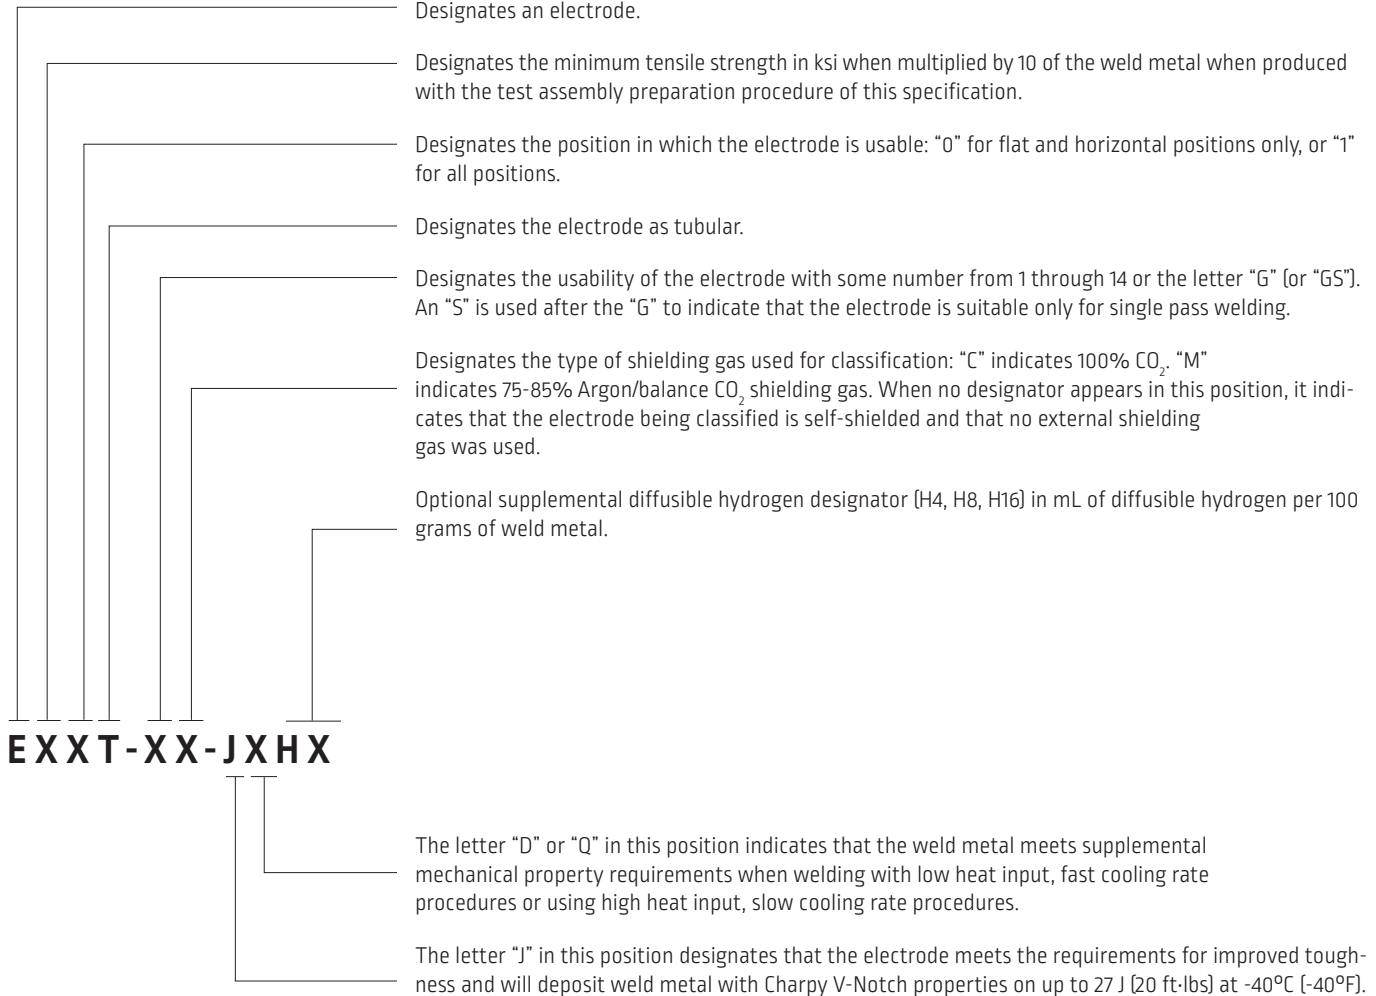 Designates an electrode.
Designates the minimum tensile strength in ksi when multiplied by 10 of the weld metal when produced
with the test assembly preparation procedure of this specification.
Designates the position in which the electrode is usable: “0” for flat and horizontal positions only, or “1”
for all positions.
Designates the electrode as tubular.
Designates the usability of the electrode with some number from 1 through 14 or the letter “G” (or “GS”).
An “S” is used after the “G” to indicate that the electrode is suitable only for single pass welding.
Designates the type of shielding gas used for classification: “C” indicates 100% CO₂. “M”
indicates 75-85% Argon/balance CO₂ shielding gas. When no designator appears in this position, it indi-
cates that the electrode being classified is self-shielded and that no external shielding
gas was used.
Optional supplemental diffusible hydrogen designator (H4, H8, H16) in mL of diffusible hydrogen per 100
grams of weld metal.
EXXT-XX-JXHX
The letter “D” or “Q” in this position indicates that the weld metal meets supplemental
mechanical property requirements when welding with low heat input, fast cooling rate
procedures or using high heat input, slow cooling rate procedures.
The letter “J” in this position designates that the electrode meets the requirements for improved tough-
ness and will deposit weld metal with Charpy V-Notch properties on up to 27 J (20 ft·lbs) at -40ºC (-40ºF).